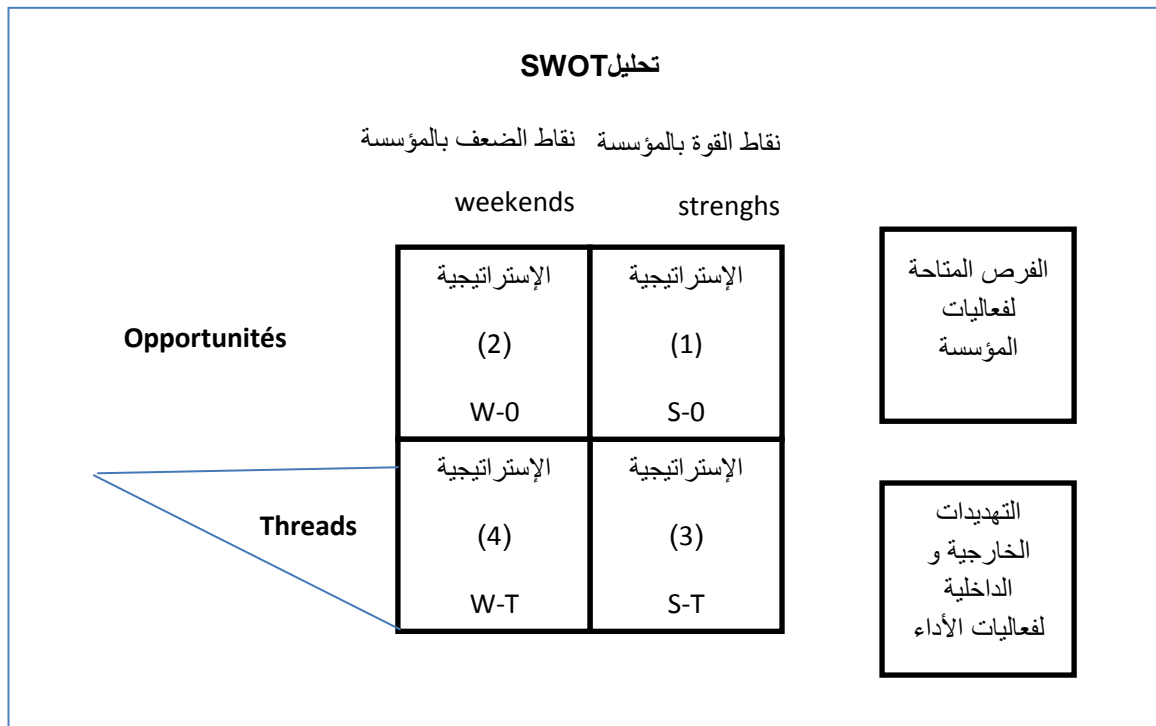 تحليلSWOT
نقاط القوة بالمؤسسة نقاط الضعف بالمؤسسة
strenghs weekends
الفرص المتاحة
لفعاليات
المؤسسة
الإستراتيجية
(1)
S-0
الإستراتيجية
(2)
W-0
Opportunités
التهديدات
الخارجية و
الداخلية
لفعاليات الأداء
الإستراتيجية
(3)
S-T
الإستراتيجية
(4)
W-T
Threads